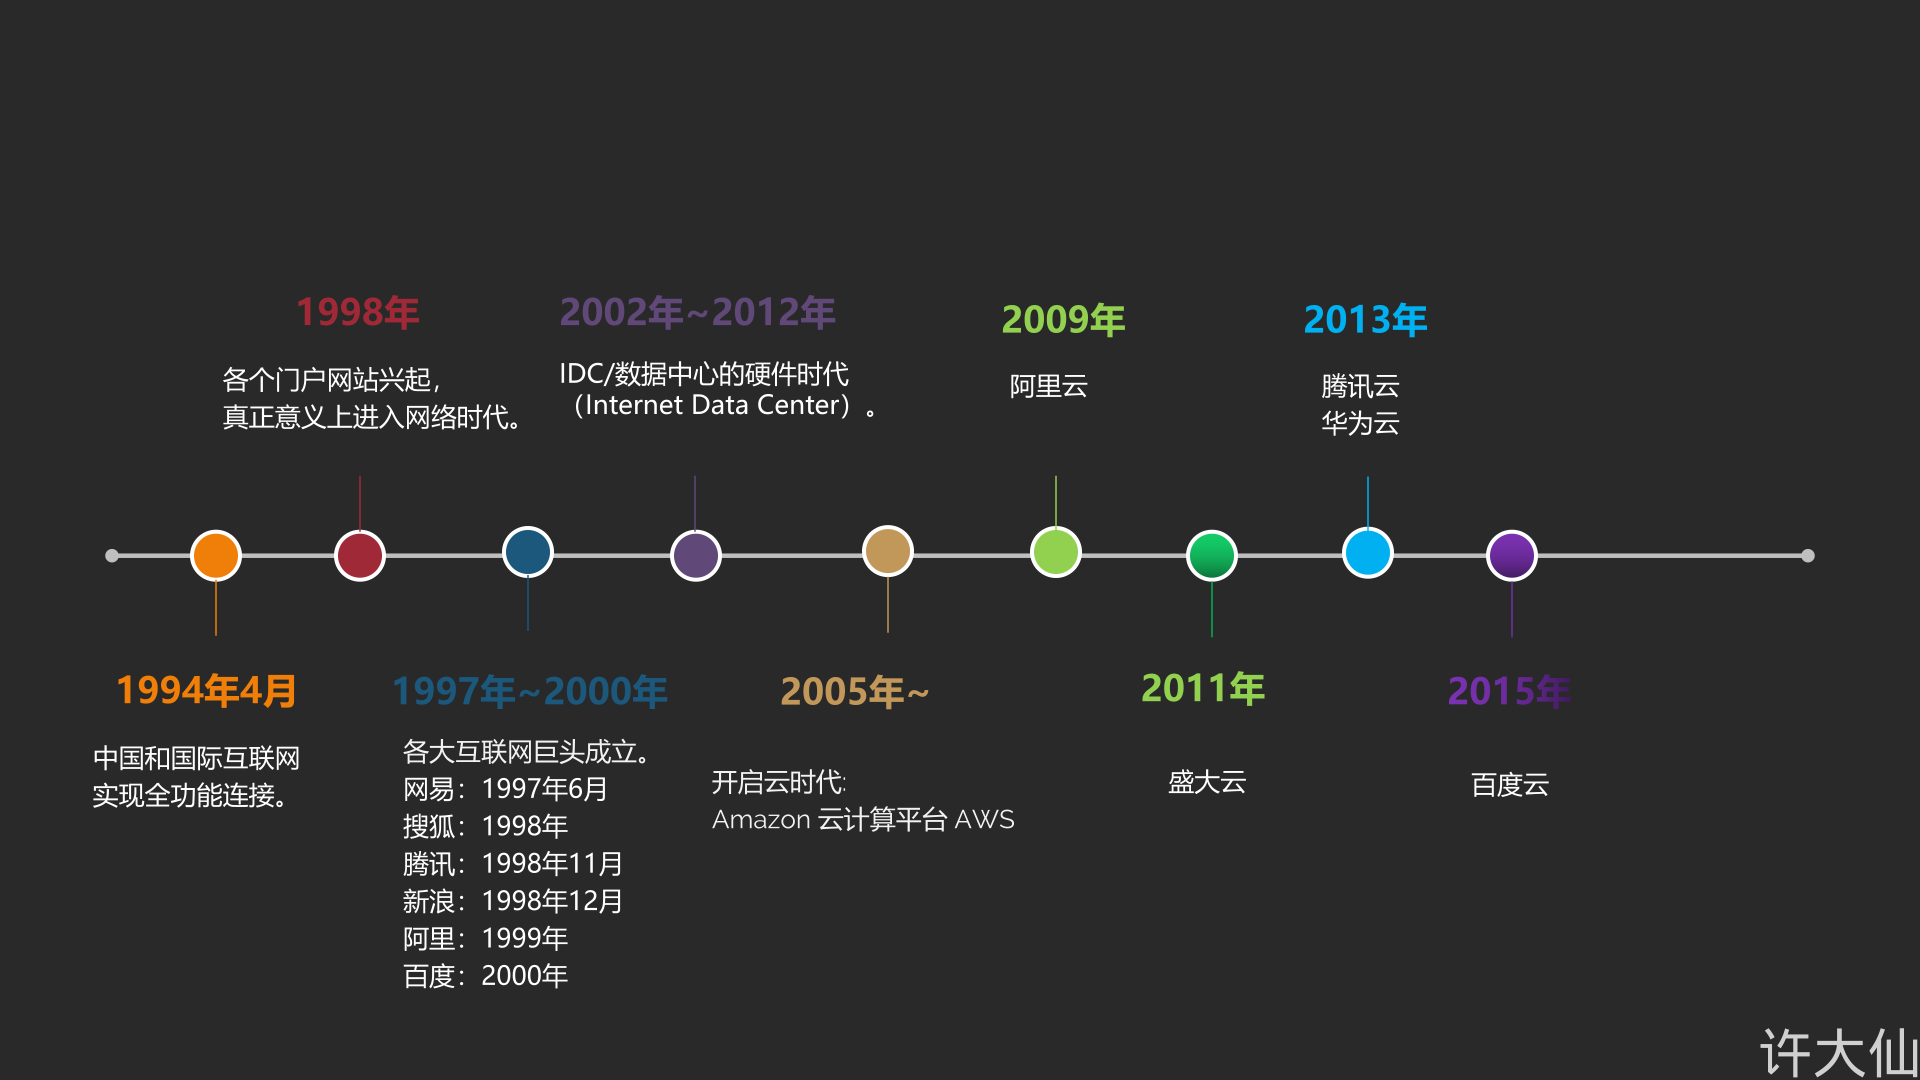 1998年
各个门户网站兴起，
真正意义上进入网络时代。
2002年~2012年
IDC/数据中心的硬件时代
（Internet Data Center）。
2009年
阿里云
2013年
腾讯云
华为云
1994年4月
中国和国际互联网
实现全功能连接。
1997年~2000年
各大互联网巨头成立。
网易：1997年6月
搜狐：1998年
腾讯：1998年11月
新浪：1998年12月
阿里：1999年
百度：2000年
2005年~
开启云时代:
Amazon 云计算平台 AWS
2011年
盛大云
2015年
百度云
许大仙